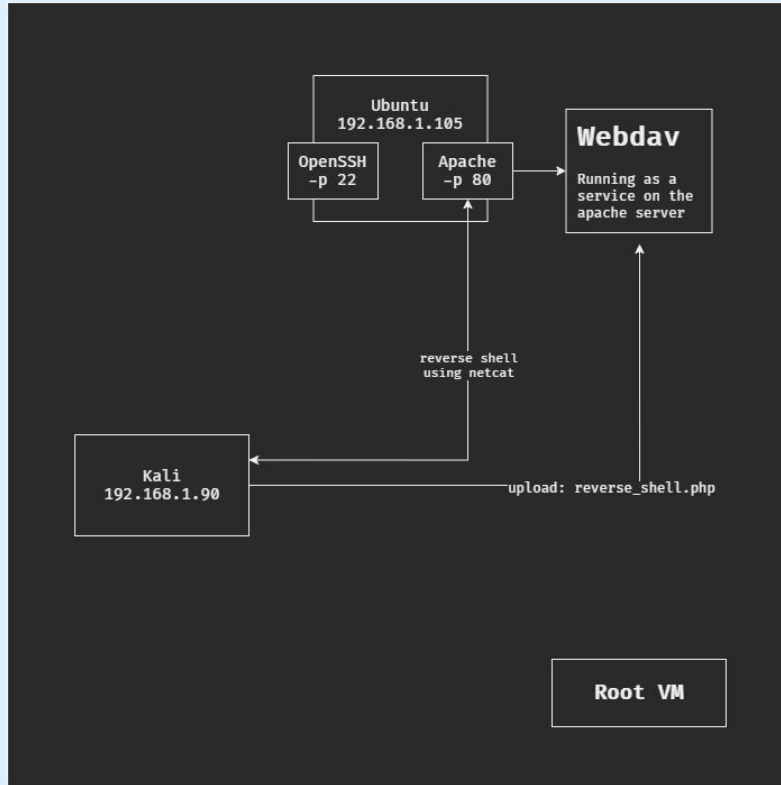 Ubuntu
192.168.1.105
OpenSSH
-p 22
Apache
-p 80
Webdav
Running as a
service on the
apache server
reverse shell
using netcat
Kali
192.168.1.90
upload: reverse_shell.php
Root VM